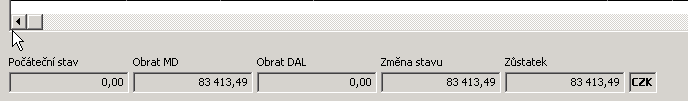 Počáteční stav Obrat MD Obrat DAL Změna stavu Zůstatek
0,00 83 413,49 0,00 83 413,49 83 413,49 CZK